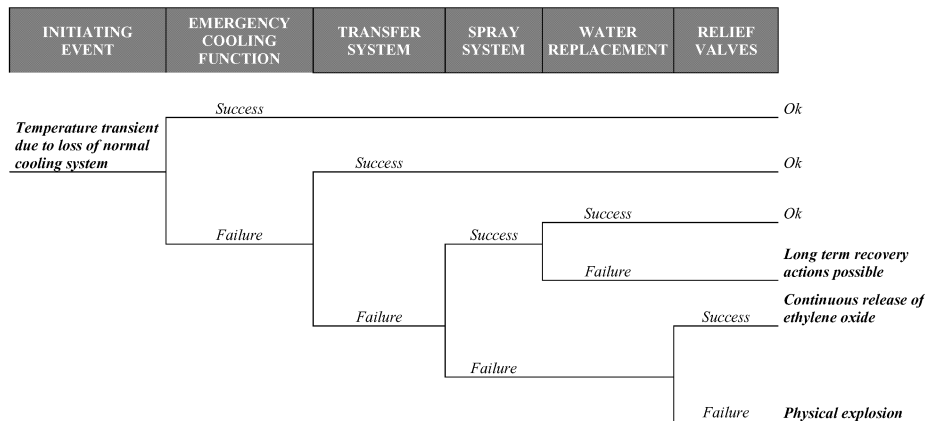 INITIATING
EVENT
EMERGENCY
COOLING
FUNCTION
TRANSFER
SYSTEM
SPRAY
SYSTEM
WATER
REPLACEMENT
RELIEF
VALVES
Success
Ok
Temperature transient
due to loss of normal
cooling system
Success
Ok
Success
Ok
Failure
Success
Failure
Long term recovery
actions possible
Failure
Success
Continuous release of
ethylene oxide
Failure
Failure
Physical explosion